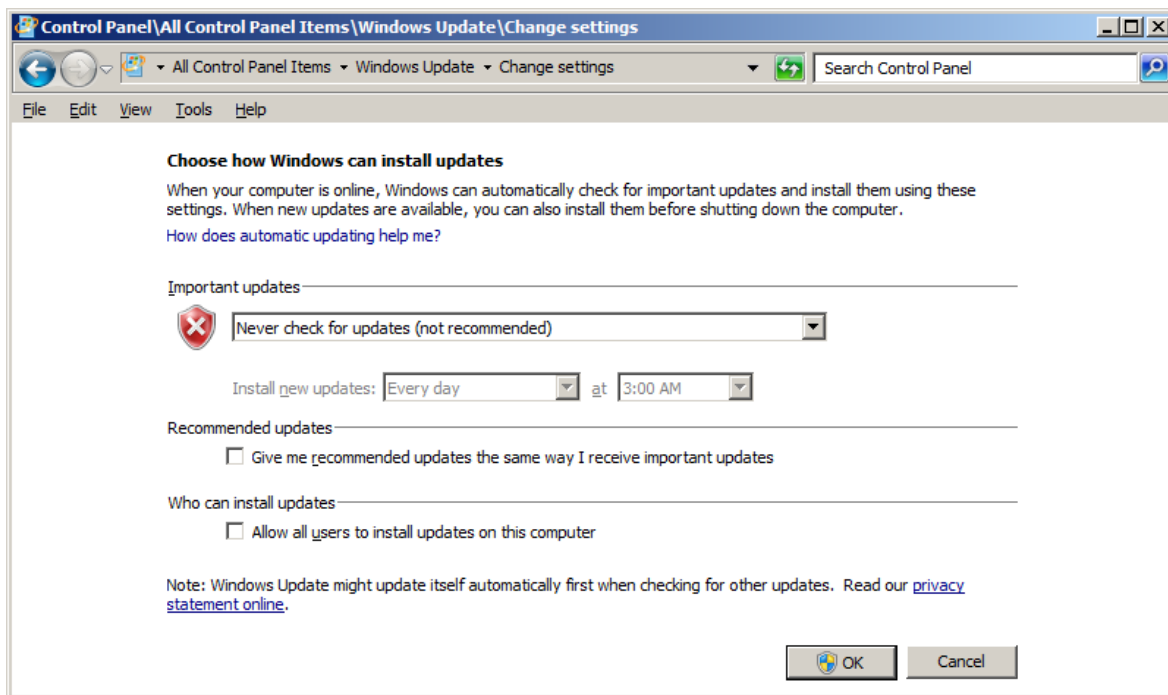 Control Panel\All Control Panel Items\Windows Update\Change settings
All Control Panel Items Windows Update Change settings Search Control Panel
File Edit View Tools Help
Choose how Windows can install updates
When your computer is online, Windows can automatically check for important updates and install them using these
settings. When new updates are available, you can also install them before shutting down the computer.
How does automatic updating help me?
Important updates
Never check for updates (not recommended)
Install new updates: Every day at 3:00 AM
Recommended updates
Give me recommended updates the same way I receive important updates
Who can install updates
Allow all users to install updates on this computer
Note: Windows Update might update itself automatically first when checking for other updates. Read our privacy
statement online.
OK Cancel